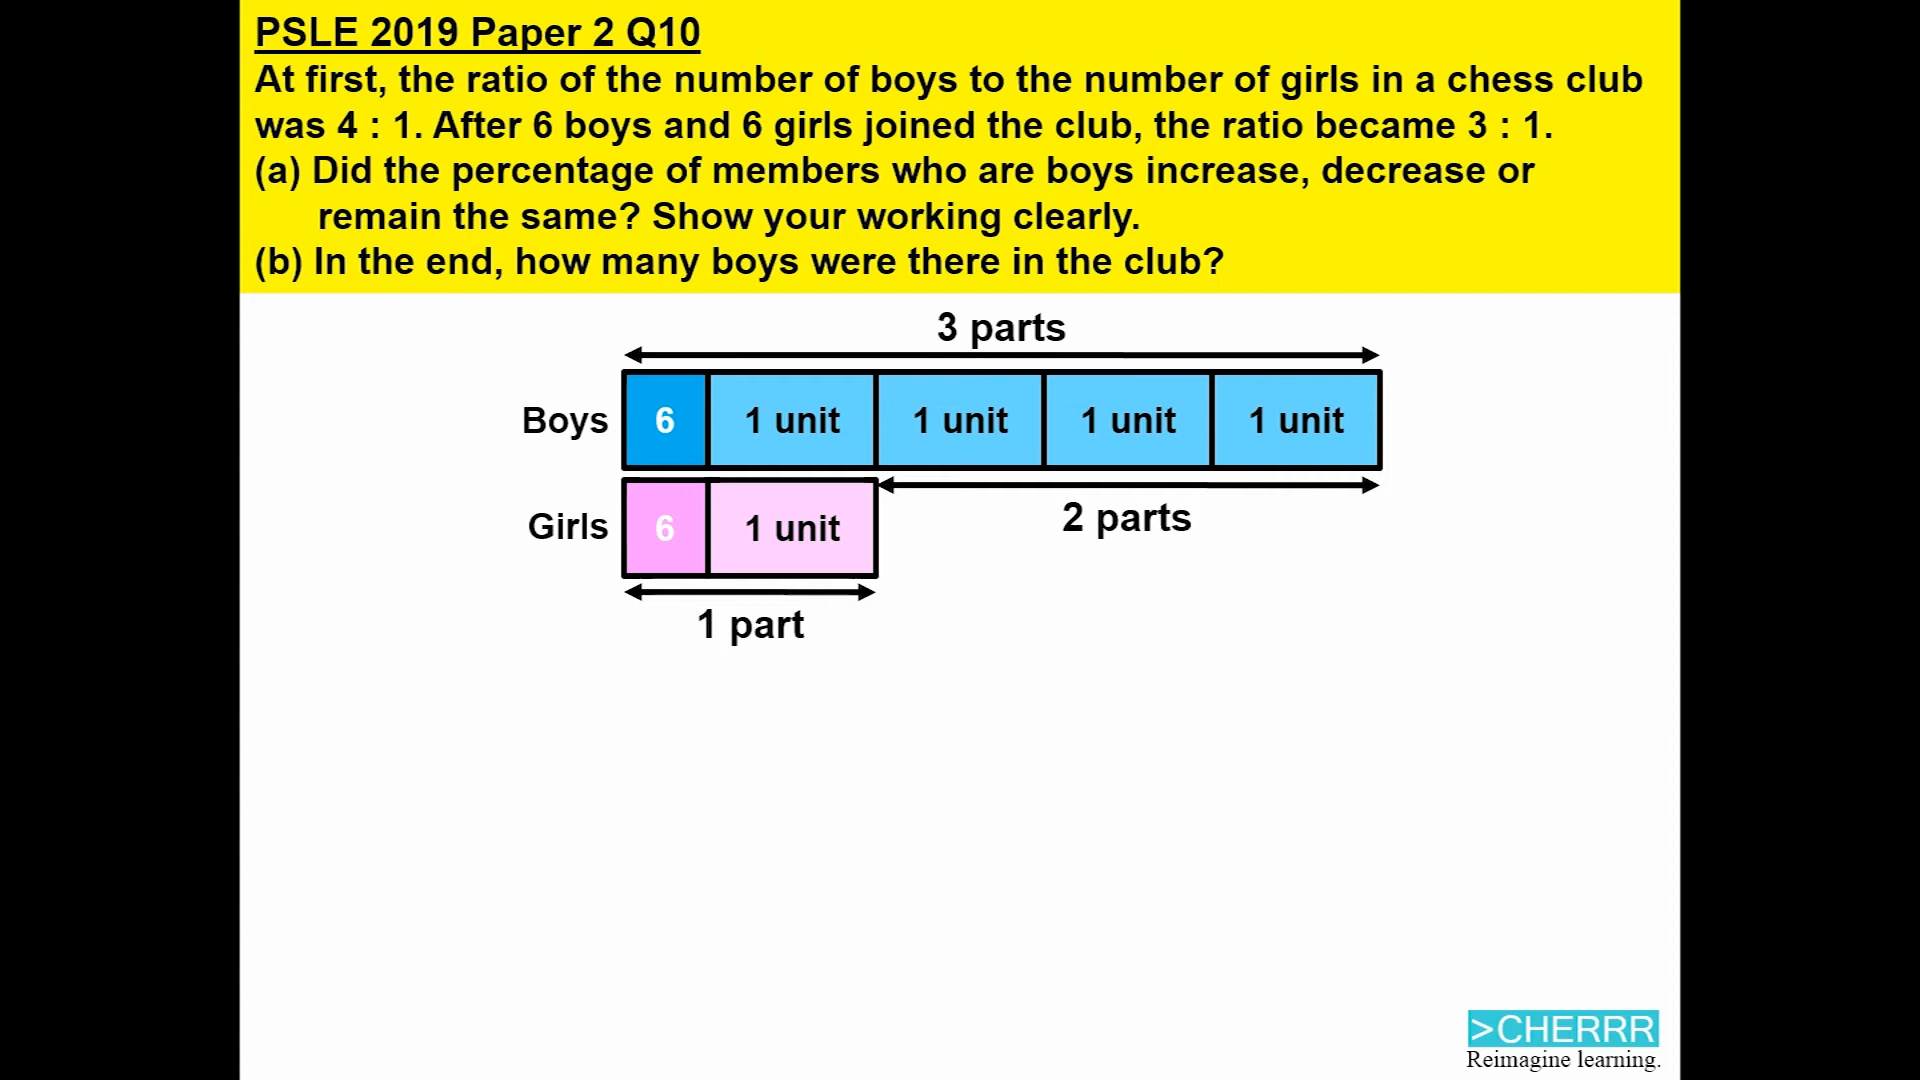 PSLE 2019 Paper 2 Q10
At first, the ratio of the number of boys to the number of girls in a chess club
was 4 : 1. After 6 boys and 6 girls joined the club, the ratio became 3 : 1.
(a) Did the percentage of members who are boys increase, decrease or
remain the same? Show your working clearly.
(b) In the end, how many boys were there in the club?
3 parts
Boys 6 1 unit 1 unit 1 unit 1 unit
2 parts
Girls 6 1 unit
1 part
>CHERRR
Reimagine learning.